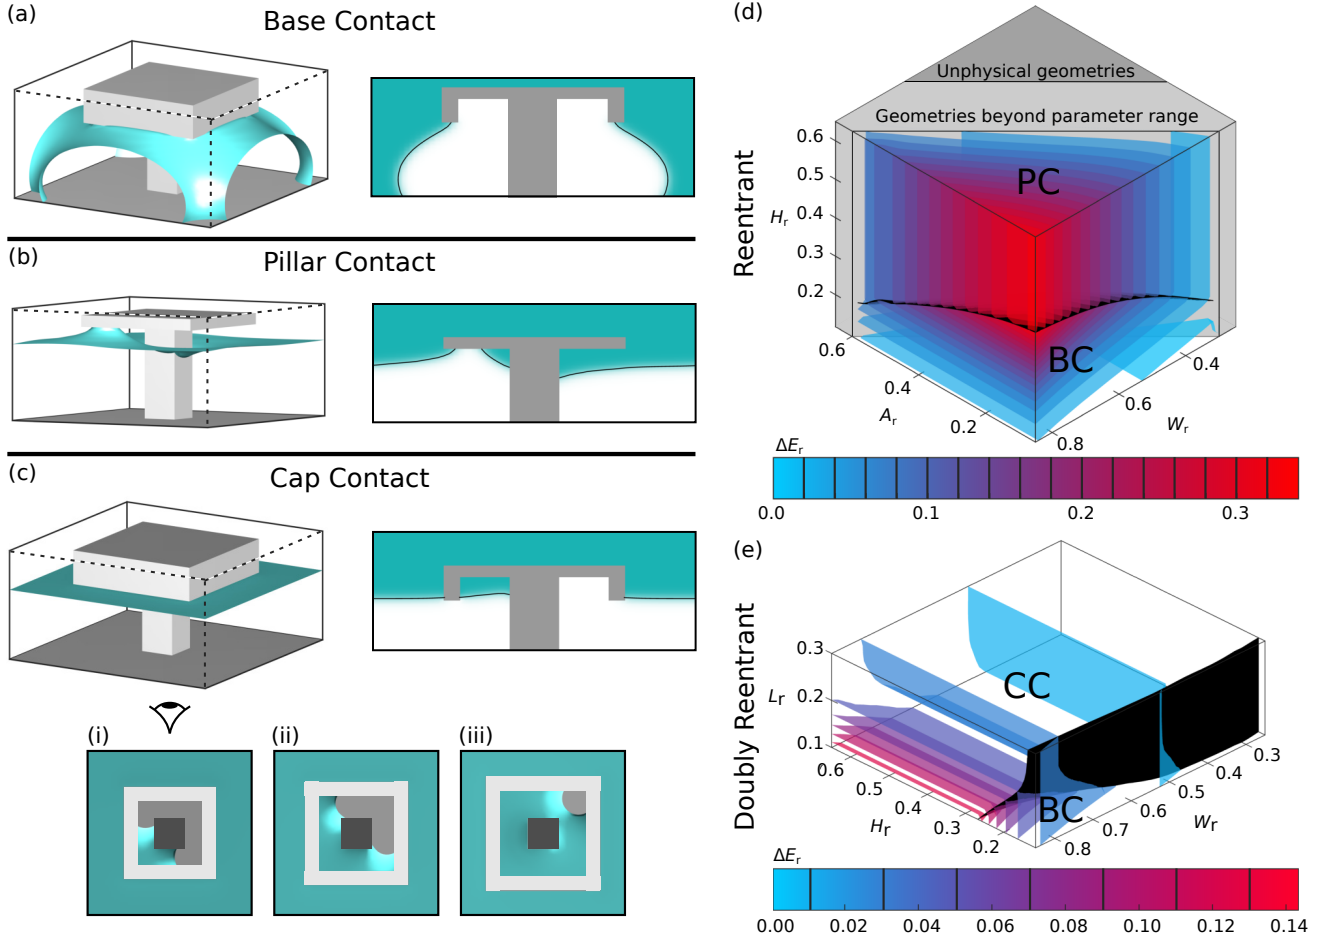 (a)
Base Contact
(b)
Pillar Contact
(c)
Cap Contact
(i)
(ii)
(iii)
(d)
Reentrant
Unphysical geometries
Geometries beyond parameter range
PC
BC
Hr
0.6
0.5
0.4
0.3
0.2
0.6
0.4
0.2
Ar
0.8
0.6
0.4
Wr
ΔEr
0.0
0.1
0.2
0.3
(e)
Doubly Reentrant
CC
BC
Lr
0.3
0.2
0.1
0.6
0.5
0.4
0.3
0.2
Hr
0.8
0.7
0.6
0.5
0.4
0.3
Wr
ΔEr
0.00
0.02
0.04
0.06
0.08
0.10
0.12
0.14